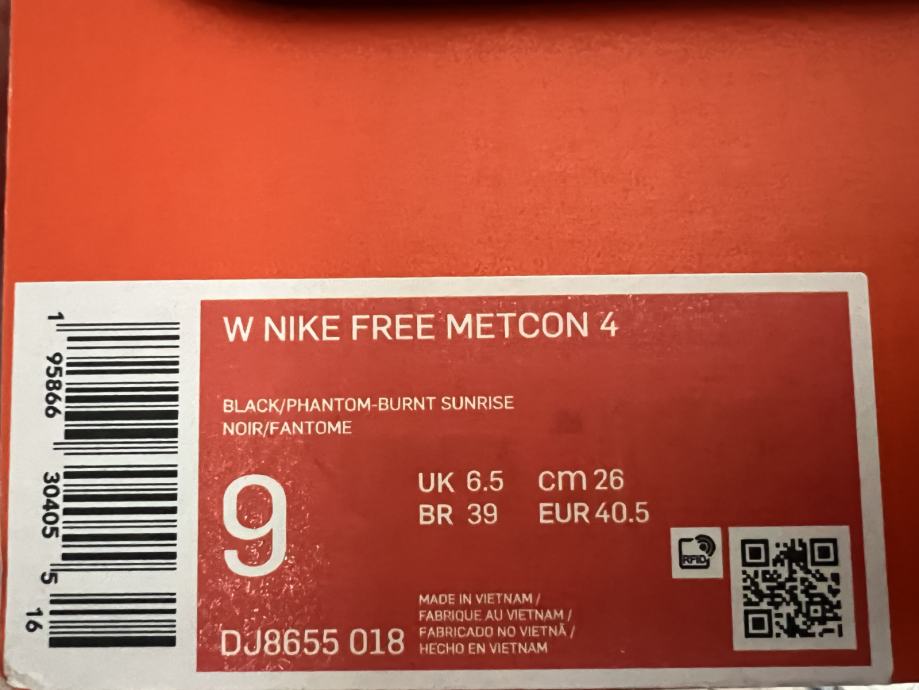 W NIKE FREE METCON 4
BLACK/PHANTOM-BURNT SUNRISE
NOIR/FANTOME
9
UK 6.5 cm 26
BR 39 EUR 40.5
RFID
MADE IN VIETNAM /
FABRIQUE AU VIETNAM /
FABRICADO NO VIETNÃ /
HECHO EN VIETNAM
DJ8655 018
1 95866 30405 5 16